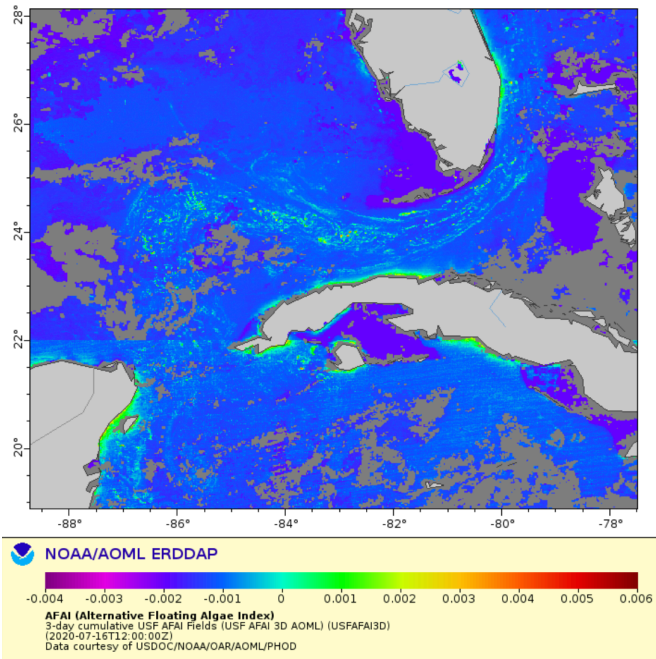 28°
26°
24°
22°
20°
-88° -86° -84° -82° -80° -78°
NOAA/AOML ERDDAP
-0.004 -0.003 -0.002 -0.001 0 0.001 0.002 0.003 0.004 0.005 0.006
AFAI (Alternative Floating Algae Index)
3-day cumulative USF AFAI Fields (USF AFAI 3D AOML) (USFAFAI3D)
(2020-07-16T12:00:00Z)
Data courtesy of USDOC/NOAA/OAR/AOML/PHOD